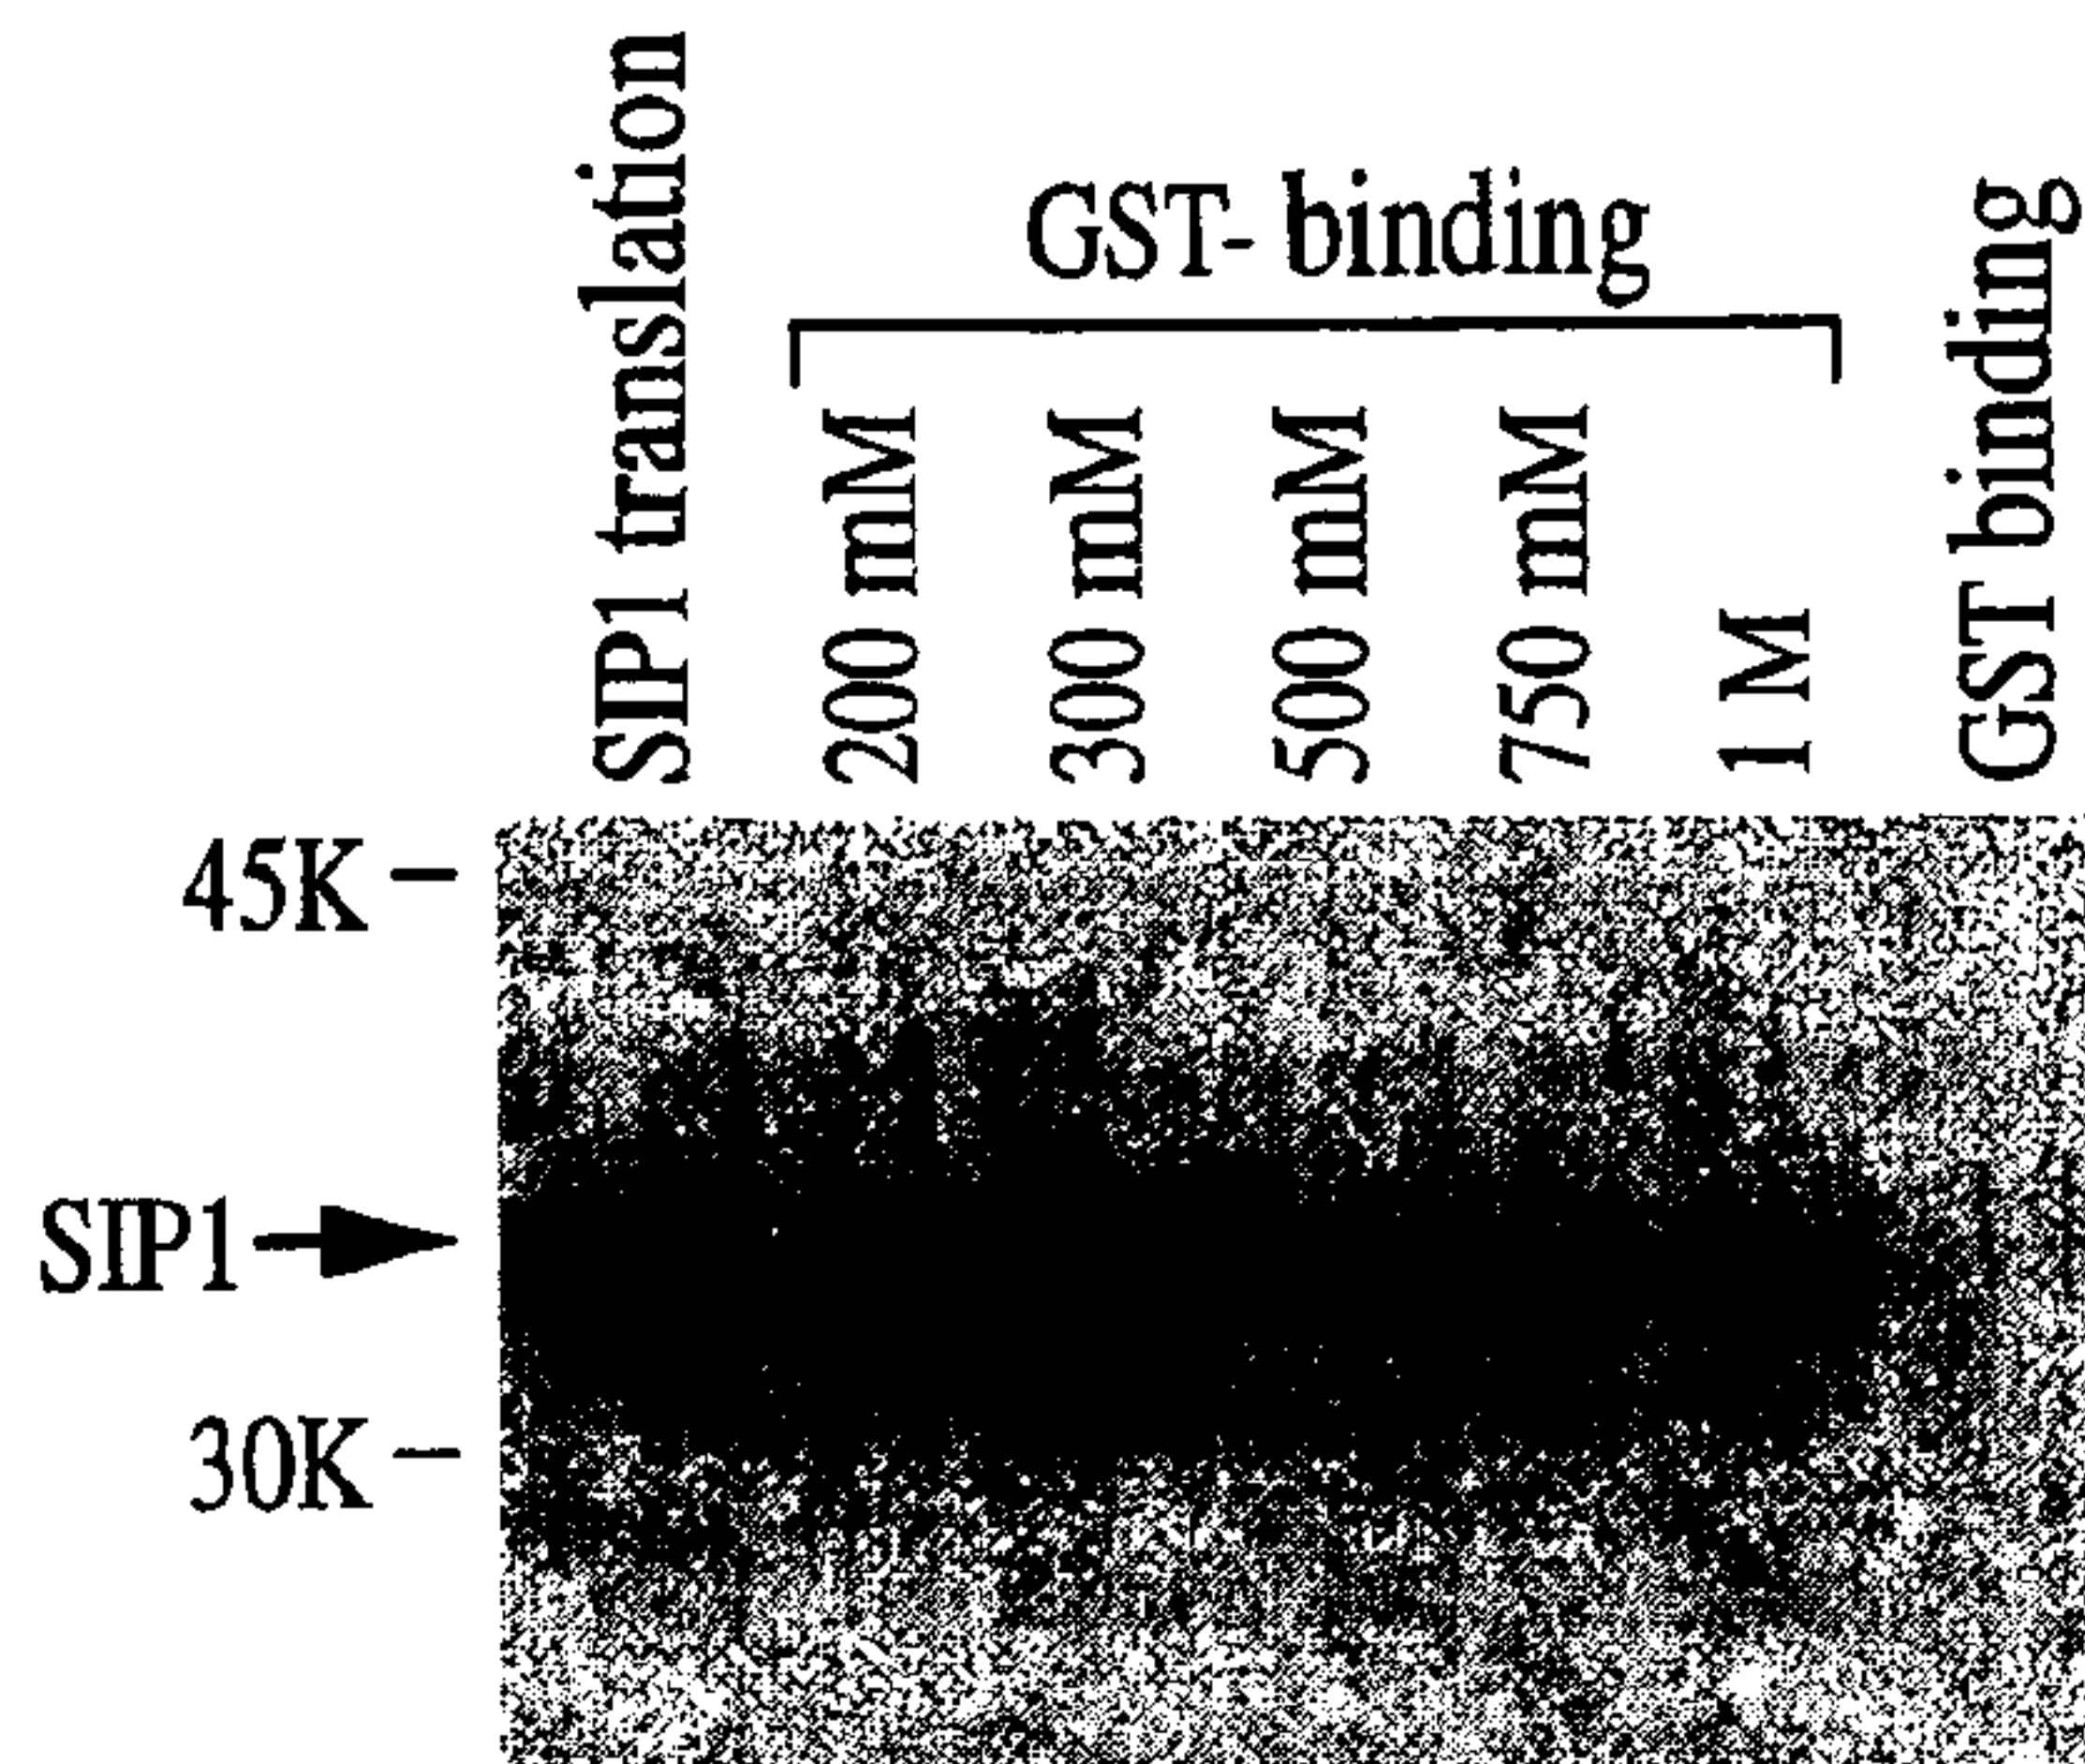 SIP1 translation
GST- binding
200 mM
300 mM
500 mM
750 mM
1 M
GST binding
45K
SIP1
30K